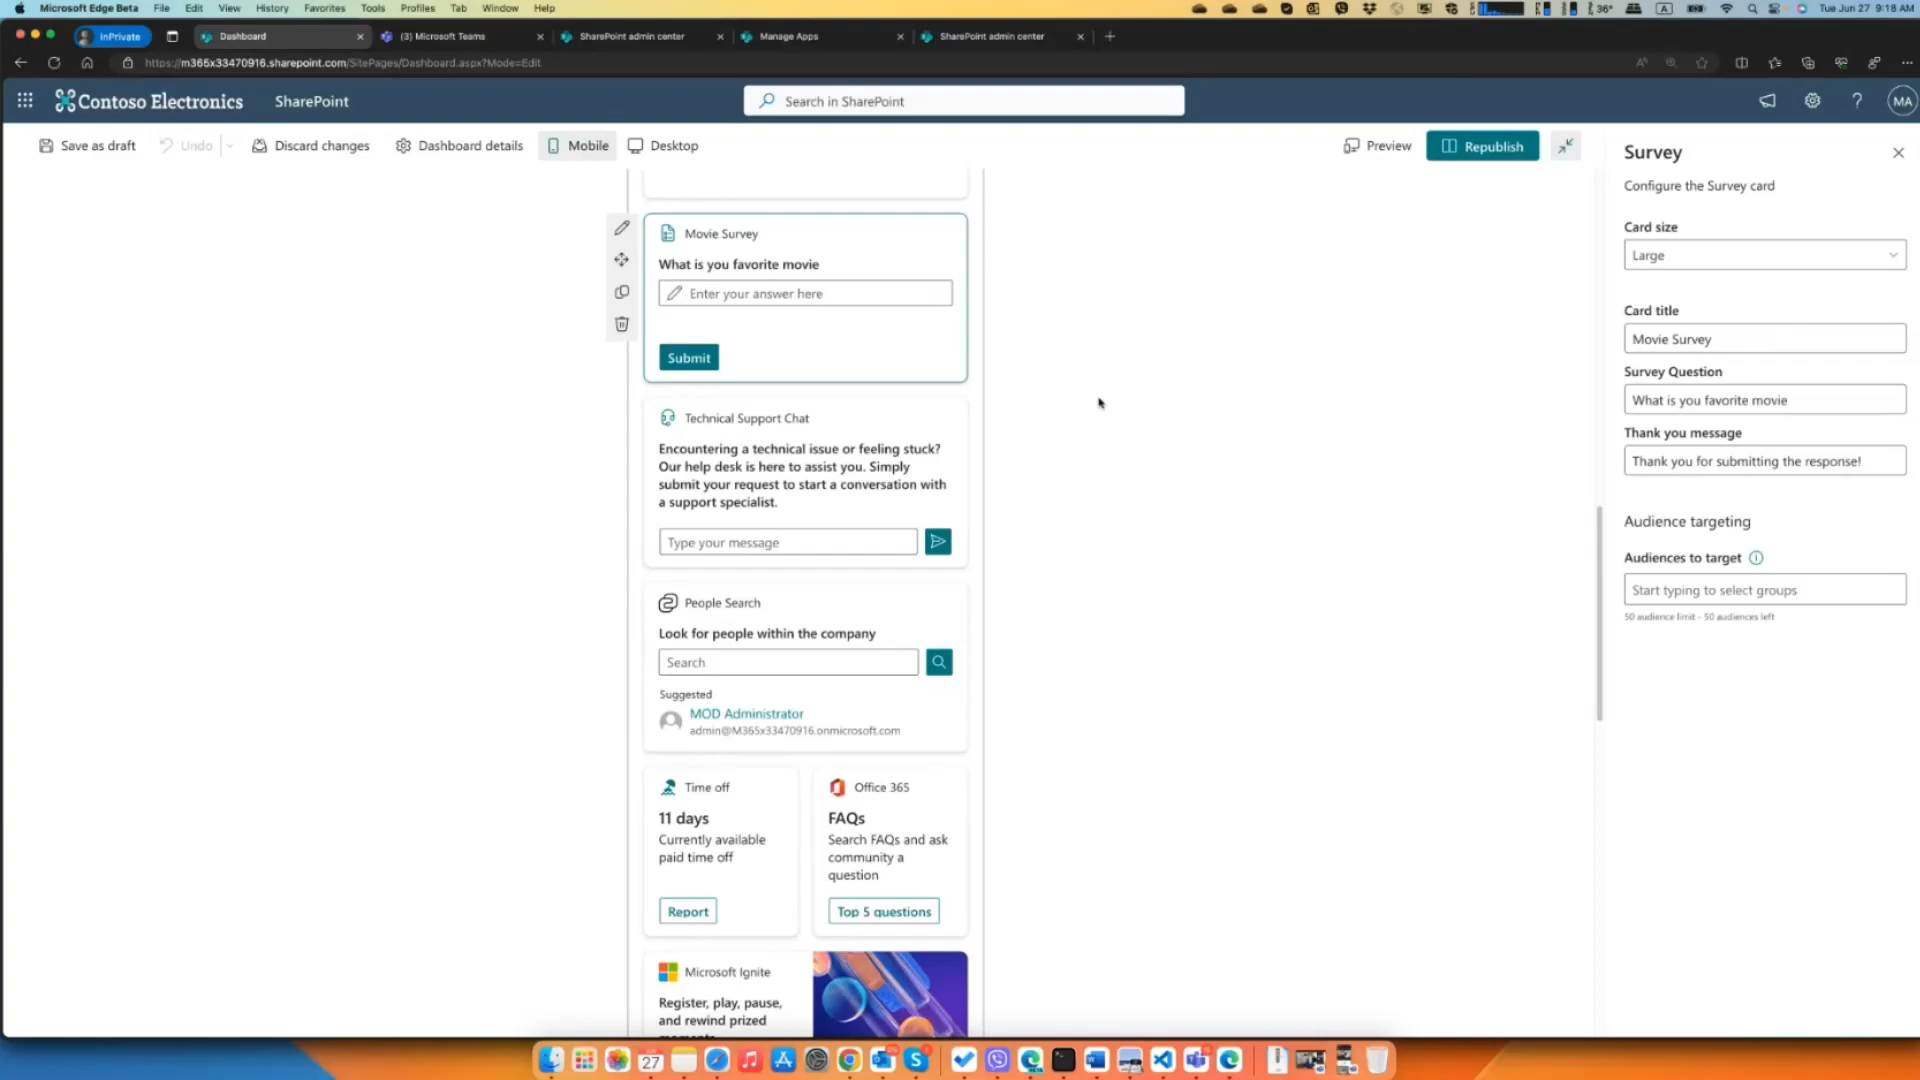 Microsoft Edge Beta File Edit View History Favorites Tools Profiles Tab Window Help
36° A Tue Jun 27 9:18 AM
InPrivate Dashboard (3) Microsoft Teams SharePoint admin center Manage Apps SharePoint admin center
https://m365x33470916.sharepoint.com/SitePages/Dashboard.aspx?Mode=Edit
Contoso Electronics SharePoint Search in SharePoint ? MA
Save as draft Undo Discard changes Dashboard details Mobile Desktop Preview Republish
Movie Survey
What is you favorite movie
Enter your answer here
Submit
Technical Support Chat
Encountering a technical issue or feeling stuck?
Our help desk is here to assist you. Simply
submit your request to start a conversation with
a support specialist.
Type your message
People Search
Look for people within the company
Search
Suggested
MOD Administrator
admin@M365x33470916.onmicrosoft.com
Time off
11 days
Currently available
paid time off
Report
Office 365
FAQs
Search FAQs and ask
community a
question
Top 5 questions
Microsoft Ignite
Register, play, pause,
and rewind prized
Survey
Configure the Survey card
Card size
Large
Card title
Movie Survey
Survey Question
What is you favorite movie
Thank you message
Thank you for submitting the response!
Audience targeting
Audiences to target
Start typing to select groups
50 audience limit - 50 audiences left
27